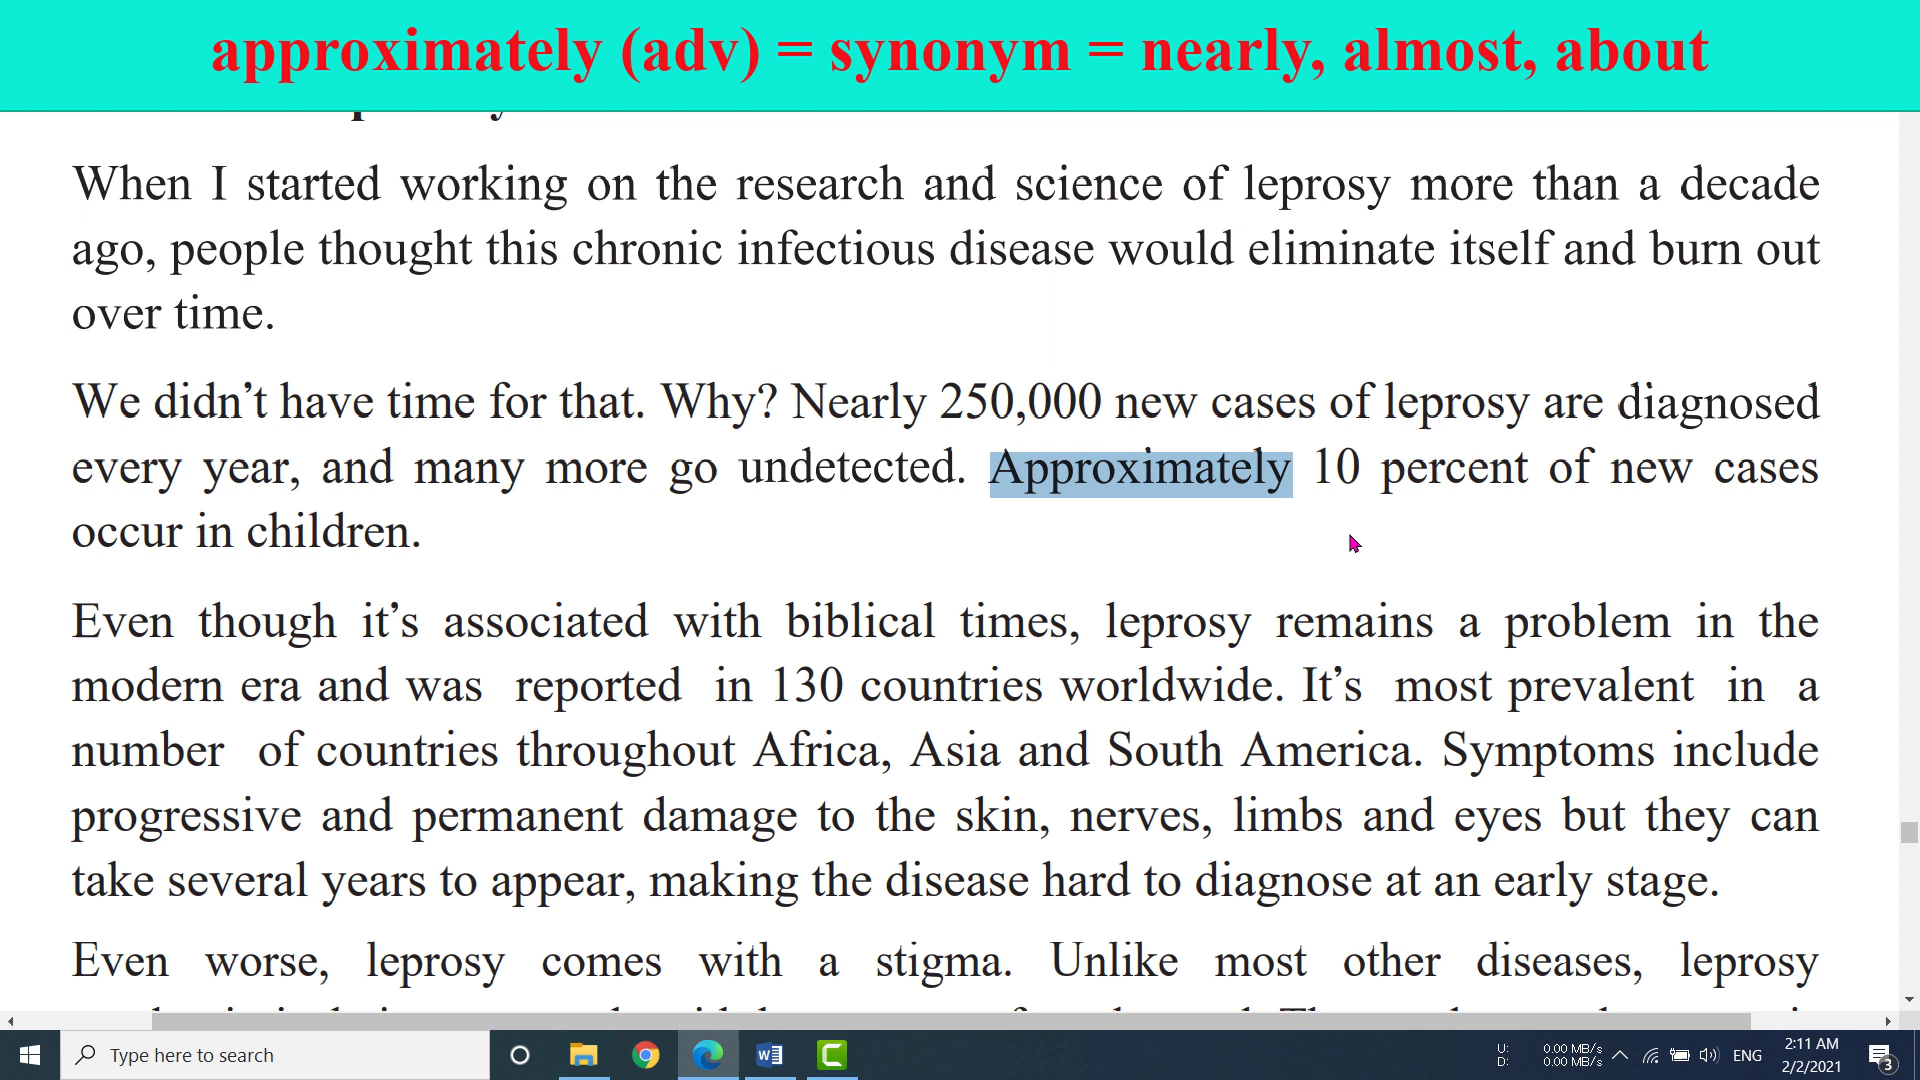 approximately (adv) = synonym = nearly, almost, about
When I started working on the research and science of leprosy more than a decade
ago, people thought this chronic infectious disease would eliminate itself and burn out
over time.
We didn’t have time for that. Why? Nearly 250,000 new cases of leprosy are diagnosed
every year, and many more go undetected. Approximately 10 percent of new cases
occur in children.
Even though it’s associated with biblical times, leprosy remains a problem in the
modern era and was reported in 130 countries worldwide. It’s most prevalent in a
number of countries throughout Africa, Asia and South America. Symptoms include
progressive and permanent damage to the skin, nerves, limbs and eyes but they can
take several years to appear, making the disease hard to diagnose at an early stage.
Even worse, leprosy comes with a stigma. Unlike most other diseases, leprosy
Type here to search
U: 0.00 MB/s
D: 0.00 MB/s
ENG
2:11 AM
2/2/2021
3